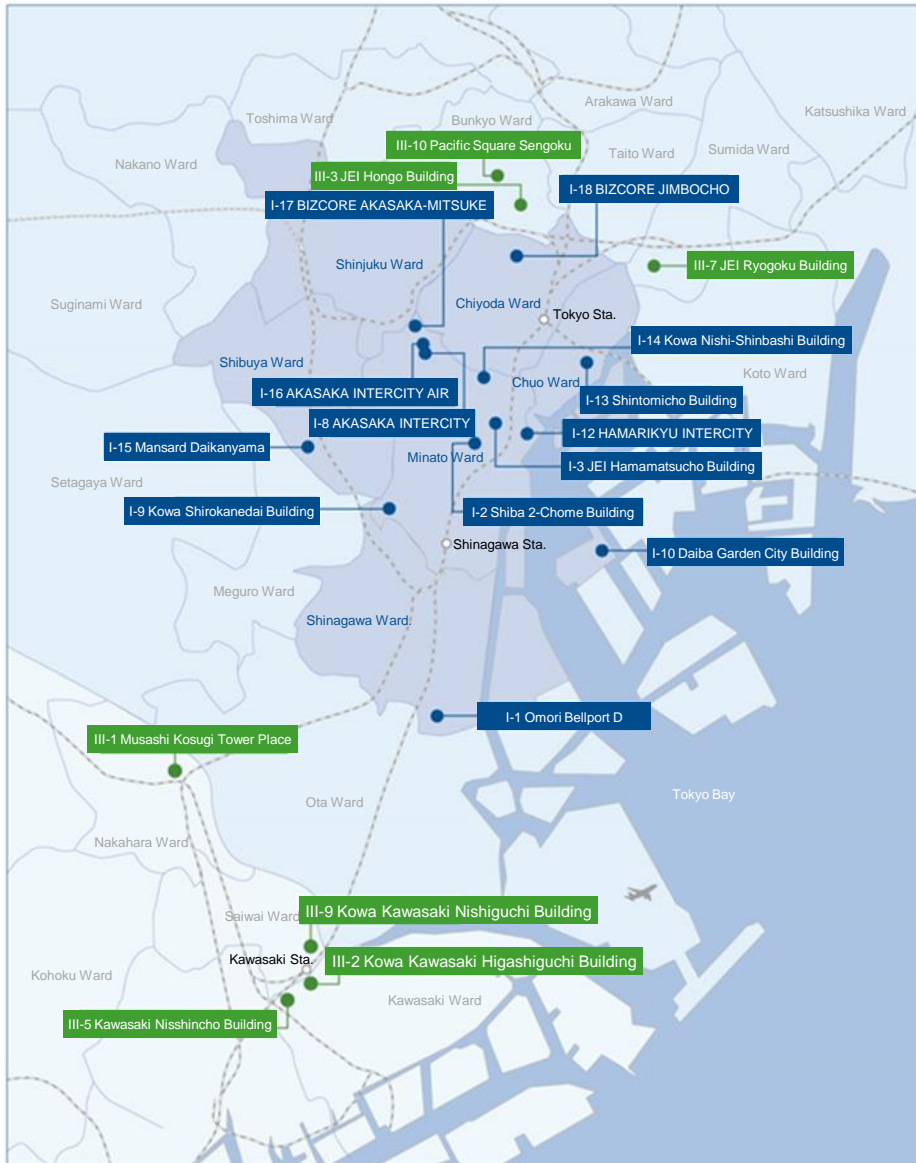 Arakawa Ward
Katsushika Ward
Toshima Ward
Bunkyo Ward
III-10 Pacific Square Sengoku
Taito Ward
Sumida Ward
Nakano Ward
III-3 JEI Hongo Building
I-18 BIZCORE JIMBOCHO
I-17 BIZCORE AKASAKA-MITSUKE
Shinjuku Ward
III-7 JEI Ryogoku Building
Suginami Ward
Chiyoda Ward
Tokyo Sta.
I-14 Kowa Nishi-Shinbashi Building
Shibuya Ward
Koto Ward
Chuo Ward
I-16 AKASAKA INTERCITY AIR
I-13 Shintomicho Building
I-8 AKASAKA INTERCITY
I-12 HAMARIKYU INTERCITY
I-15 Mansard Daikanyama
Minato Ward
I-3 JEI Hamamatsucho Building
Setagaya Ward
I-9 Kowa Shirokanedai Building
I-2 Shiba 2-Chome Building
Shinagawa Sta.
I-10 Daiba Garden City Building
Meguro Ward
Shinagawa Ward.
I-1 Omori Bellport D
III-1 Musashi Kosugi Tower Place
Tokyo Bay
Ota Ward
Nakahara Ward
III-9 Kowa Kawasaki Nishiguchi Building
Saiwai Ward
Kawasaki Sta.
III-2 Kowa Kawasaki Higashiguchi Building
Kohoku Ward
Kawasaki Ward
III-5 Kawasaki Nisshincho Building